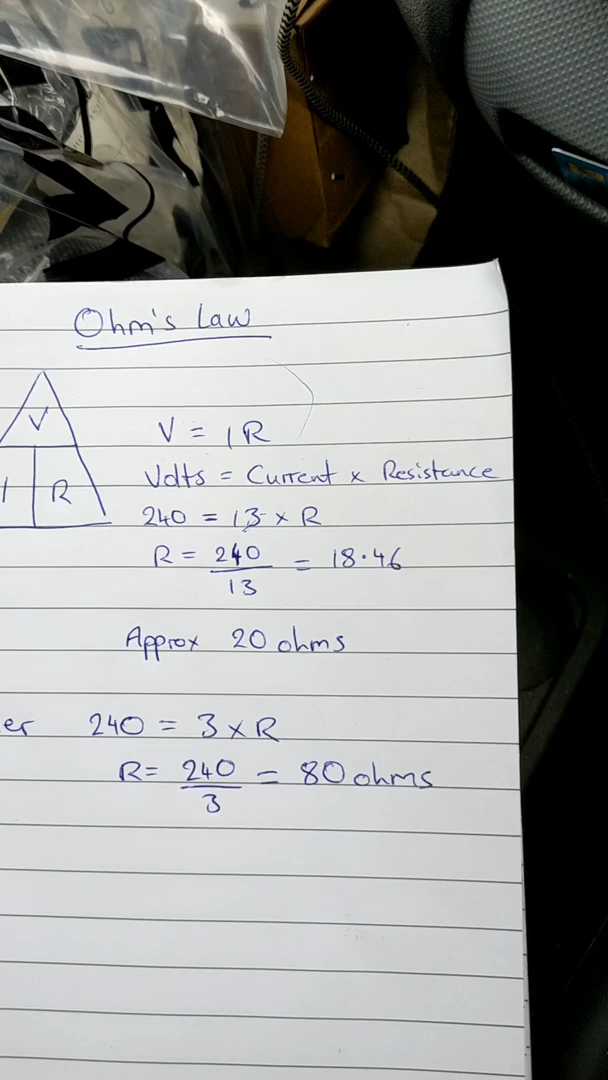 Ohm's Law
V
I R
V = IR
Volts = Current x Resistance
240 = 13 x R
R = 240/13 = 18.46
Approx 20 ohms
240 = 3 x R
R = 240/3 = 80 ohms